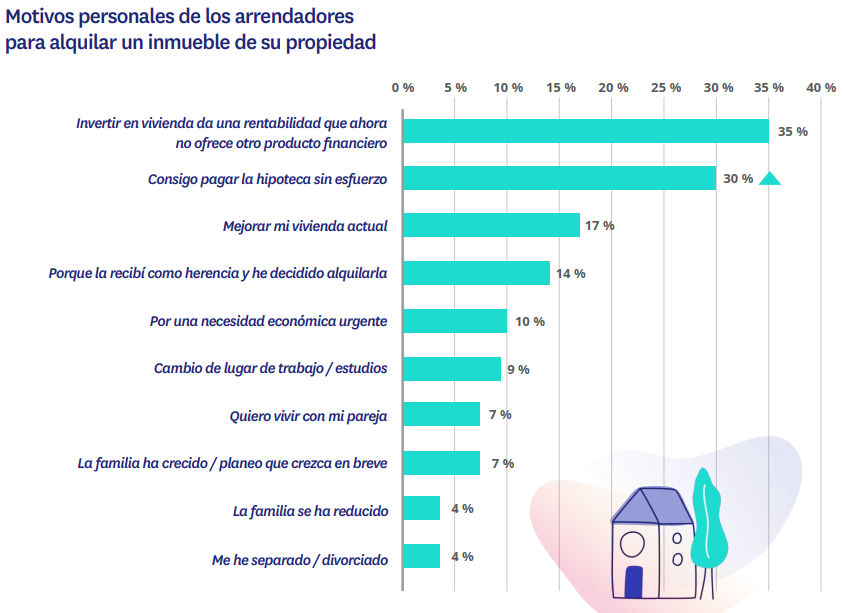 Motivos personales de los arrendadores
para alquilar un inmueble de su propiedad
0 % 5 % 10 % 15 % 20 % 25 % 30 % 35 % 40 %
Invertir en vivienda da una rentabilidad que ahora
no ofrece otro producto financiero
35 %
Consigo pagar la hipoteca sin esfuerzo
30 %
Mejorar mi vivienda actual
17 %
Porque la recibí como herencia y he decidido alquilarla
14 %
Por una necesidad económica urgente
10 %
Cambio de lugar de trabajo / estudios
9 %
Quiero vivir con mi pareja
7 %
La familia ha crecido / planeo que crezca en breve
7 %
La familia se ha reducido
4 %
Me he separado / divorciado
4 %